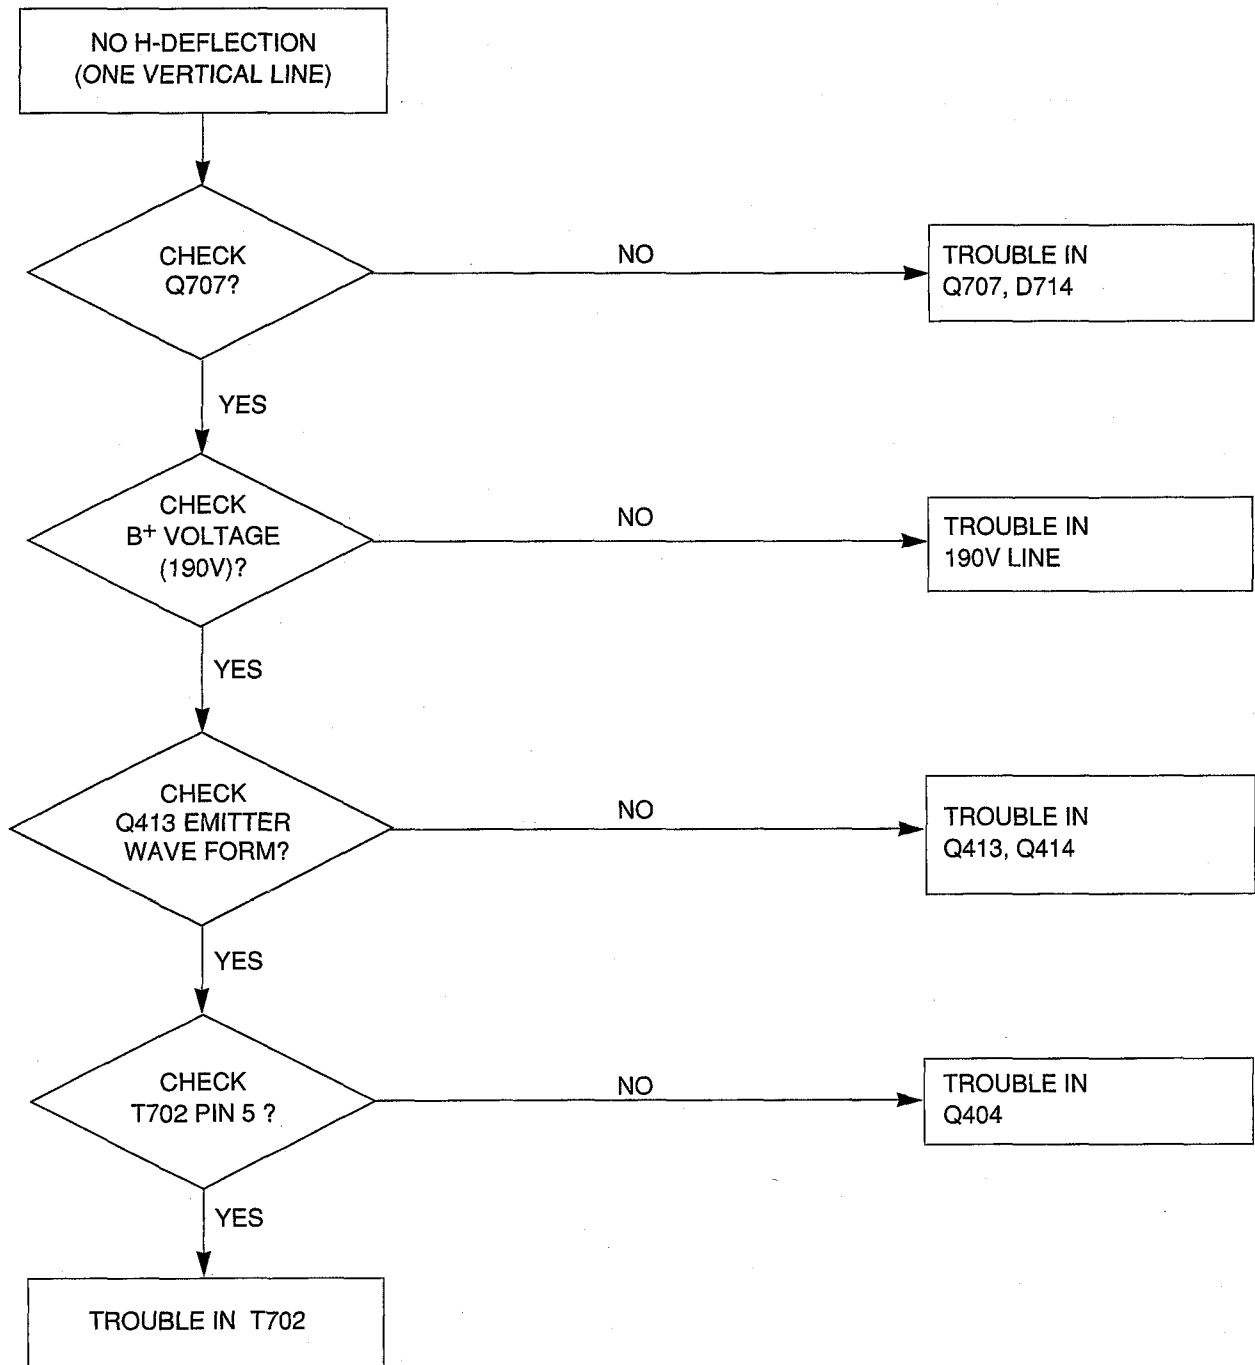 NO H-DEFLECTION
(ONE VERTICAL LINE)
CHECK
Q707?
NO
TROUBLE IN
Q707, D714
YES
CHECK
B+ VOLTAGE
(190V)?
NO
TROUBLE IN
190V LINE
YES
CHECK
Q413 EMITTER
WAVE FORM?
NO
TROUBLE IN
Q413, Q414
YES
CHECK
T702 PIN 5 ?
NO
TROUBLE IN
Q404
YES
TROUBLE IN T702